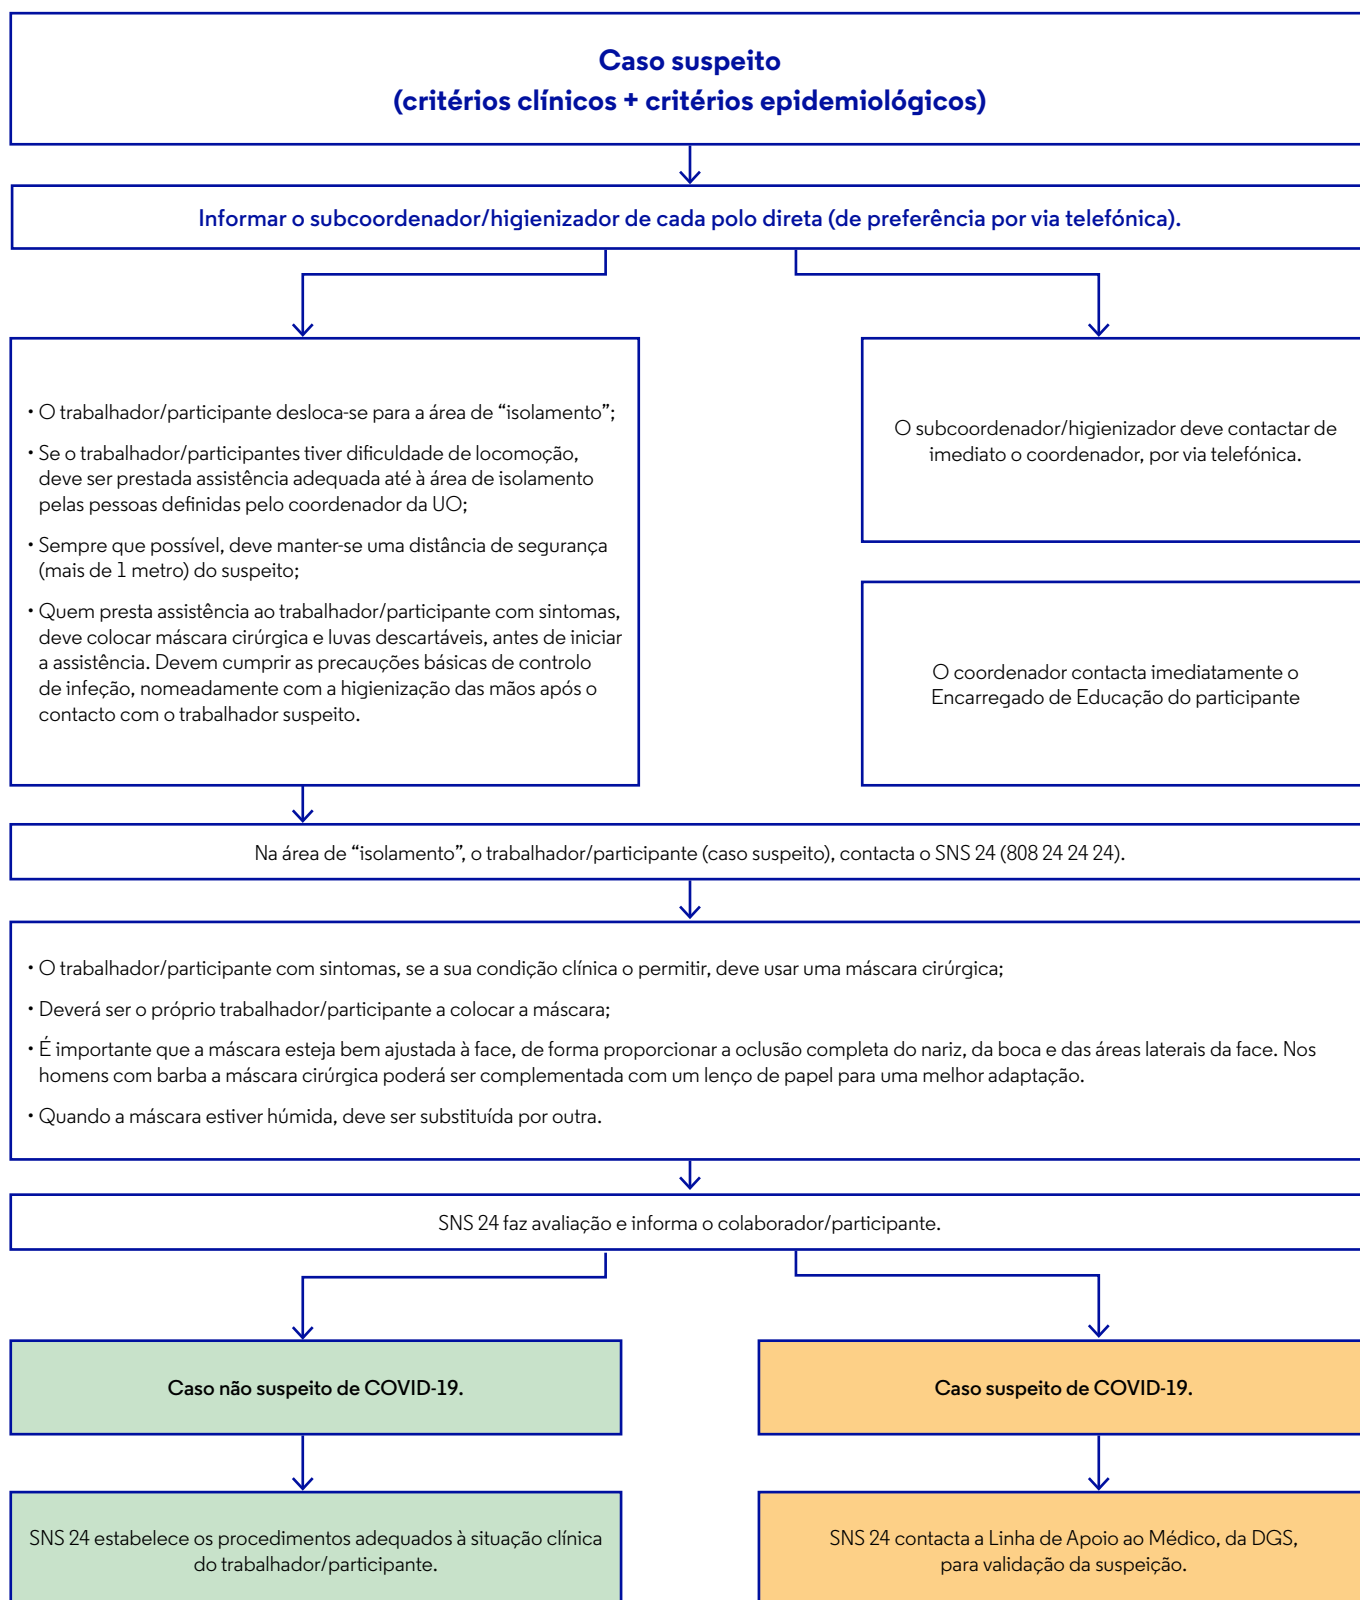 Caso suspeito
(critérios clínicos + critérios epidemiológicos)
Informar o subcoordenador/higienizador de cada polo direta (de preferência por via telefónica).
• O trabalhador/participante desloca-se para a área de “isolamento”;
• Se o trabalhador/participantes tiver dificuldade de locomoção,
deve ser prestada assistência adequada até à área de isolamento
pelas pessoas definidas pelo coordenador da UO;
• Sempre que possível, deve manter-se uma distância de segurança
(mais de 1 metro) do suspeito;
• Quem presta assistência ao trabalhador/participante com sintomas,
deve colocar máscara cirúrgica e luvas descartáveis, antes de iniciar
a assistência. Devem cumprir as precauções básicas de controlo
de infeção, nomeadamente com a higienização das mãos após o
contacto com o trabalhador suspeito.
O subcoordenador/higienizador deve contactar de
imediato o coordenador, por via telefónica.
O coordenador contacta imediatamente o
Encarregado de Educação do participante
Na área de “isolamento”, o trabalhador/participante (caso suspeito), contacta o SNS 24 (808 24 24 24).
• O trabalhador/participante com sintomas, se a sua condição clínica o permitir, deve usar uma máscara cirúrgica;
• Deverá ser o próprio trabalhador/participante a colocar a máscara;
• É importante que a máscara esteja bem ajustada à face, de forma proporcionar a oclusão completa do nariz, da boca e das áreas laterais da face. Nos
homens com barba a máscara cirúrgica poderá ser complementada com um lenço de papel para uma melhor adaptação.
• Quando a máscara estiver húmida, deve ser substituída por outra.
SNS 24 faz avaliação e informa o colaborador/participante.
Caso não suspeito de COVID-19.
Caso suspeito de COVID-19.
SNS 24 estabelece os procedimentos adequados à situação clínica
do trabalhador/participante.
SNS 24 contacta a Linha de Apoio ao Médico, da DGS,
para validação da suspeição.